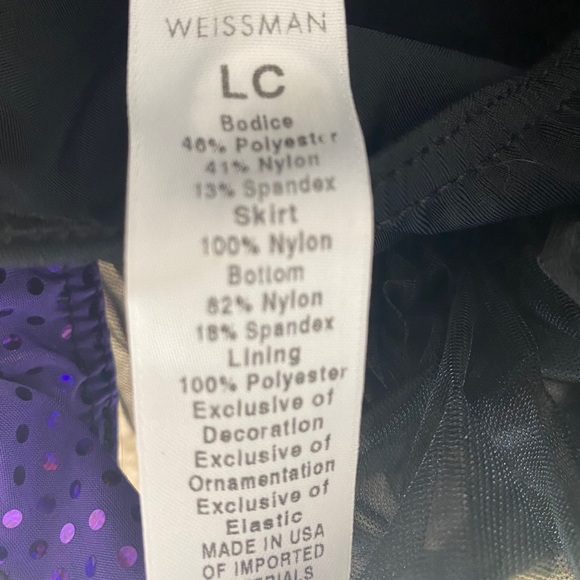 WEISSMAN
LC
Bodice
46% Polyester
41% Nylon
13% Spandex
Skirt
100% Nylon
Bottom
82% Nylon
18% Spandex
Lining
100% Polyester
Exclusive of
Decoration
Exclusive of
Ornamentation
Exclusive of
Elastic
MADE IN USA
OF IMPORTED